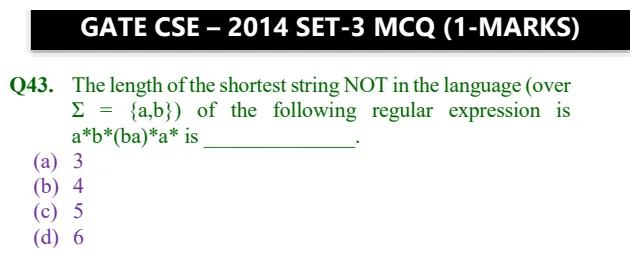 GATE CSE – 2014 SET-3 MCQ (1-MARKS)
Q43. The length of the shortest string NOT in the language (over
Σ = {a,b}) of the following regular expression is
a*b*(ba)*a* is _______________.
(a) 3
(b) 4
(c) 5
(d) 6